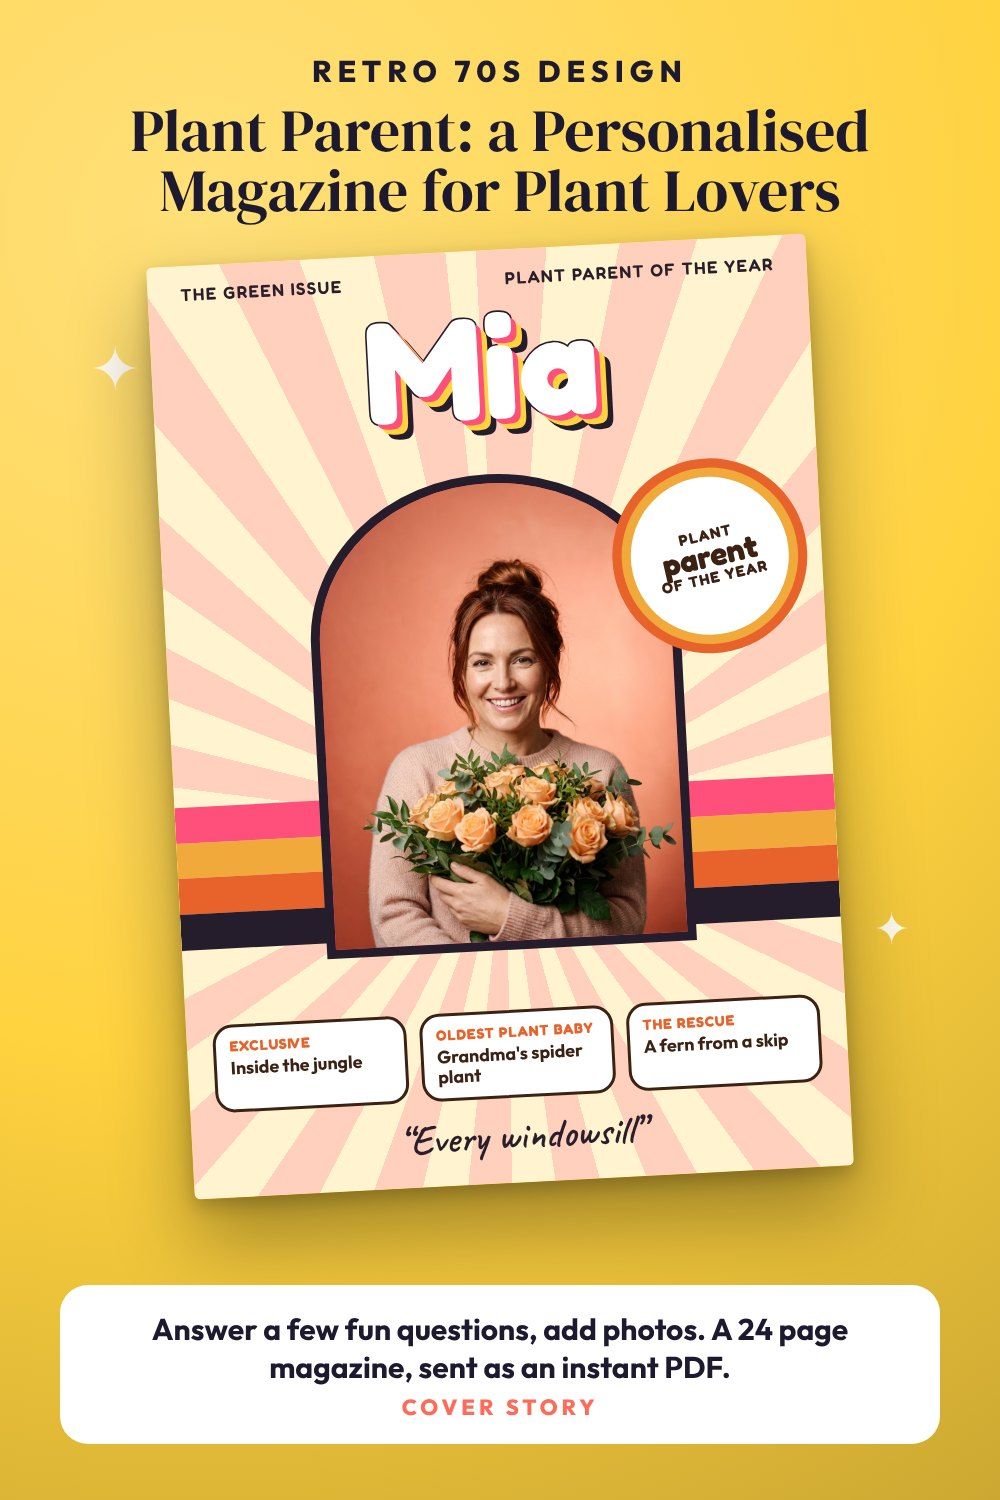 RETRO 70S DESIGN
Plant Parent: a Personalised
Magazine for Plant Lovers
THE GREEN ISSUE
PLANT PARENT OF THE YEAR
Mia
PLANT
parent
OF THE YEAR
EXCLUSIVE
Inside the jungle
OLDEST PLANT BABY
Grandma's spider
plant
THE RESCUE
A fern from a skip
“Every windowsill”
Answer a few fun questions, add photos. A 24 page
magazine, sent as an instant PDF.
COVER STORY